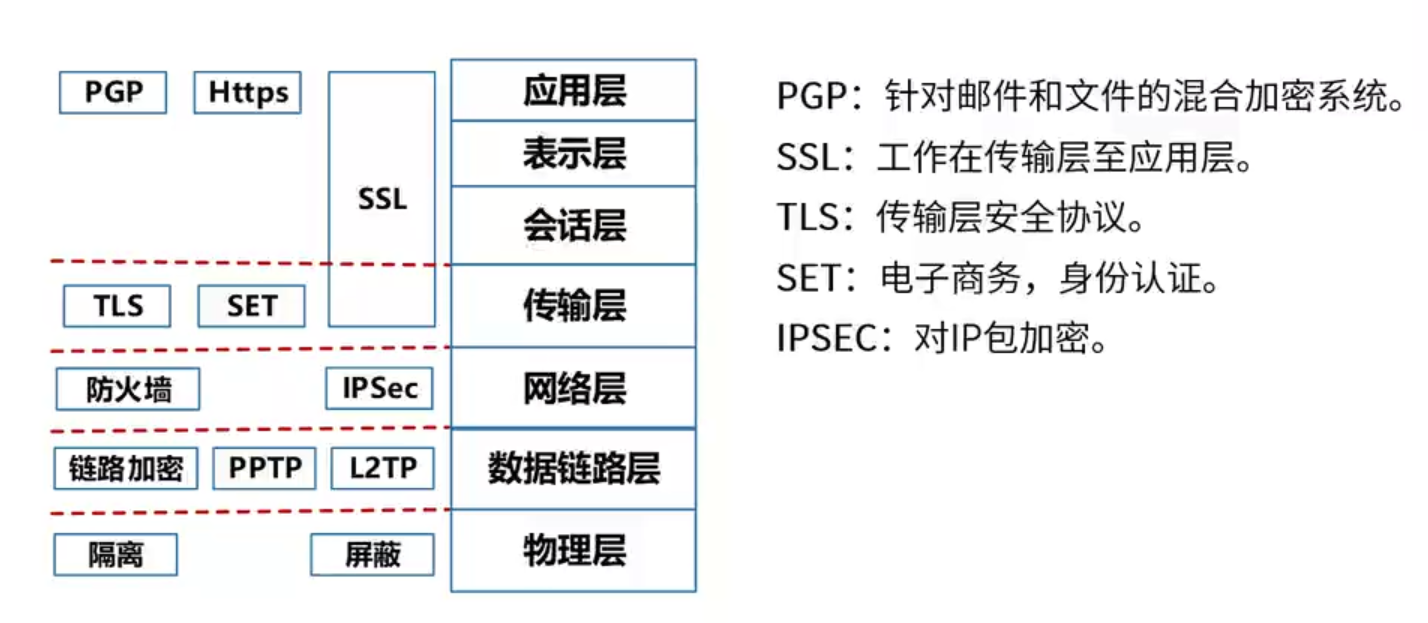 PGP Https 应用层
表示层
SSL
会话层
TLS SET 传输层
防火墙 IPSec 网络层
链路加密 PPTP L2TP 数据链路层
隔离 屏蔽 物理层
PGP：针对邮件和文件的混合加密系统。
SSL：工作在传输层至应用层。
TLS：传输层安全协议。
SET：电子商务，身份认证。
IPSEC：对IP包加密。